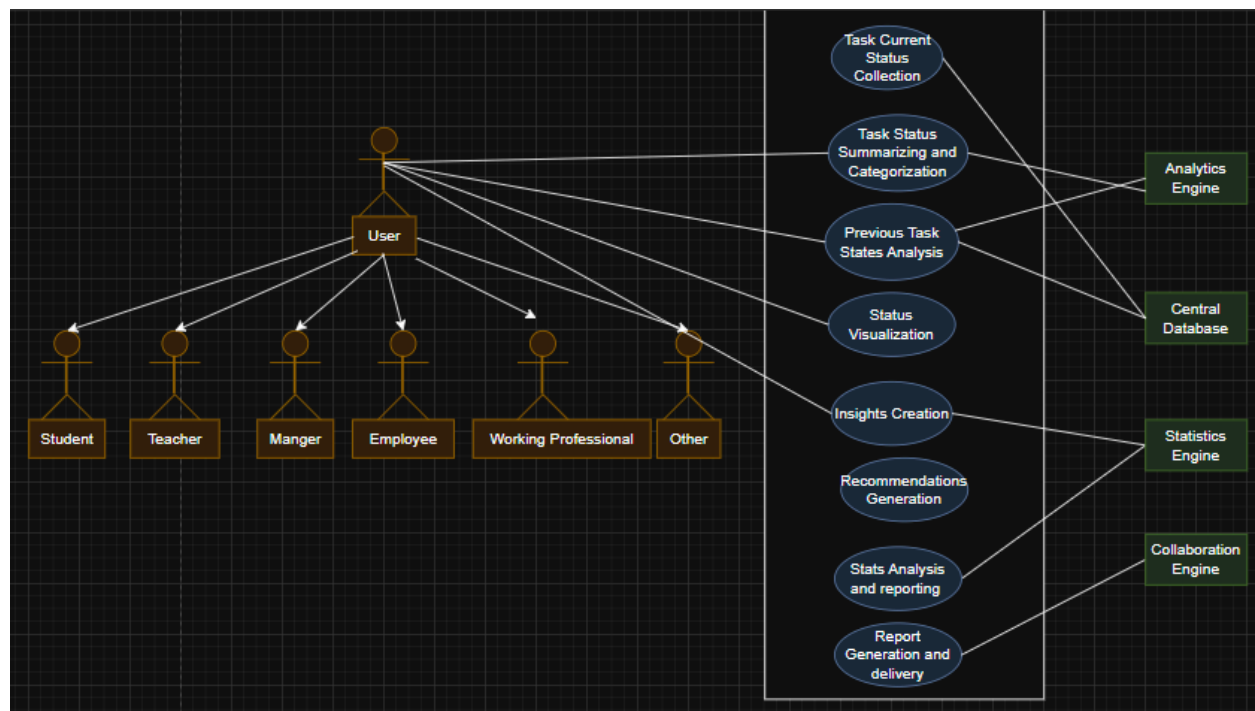 User
Student
Teacher
Manger
Employee
Working Professional
Other
Task Current
Status
Collection
Task Status
Summarizing and
Categorization
Previous Task
States Analysis
Status
Visualization
Insights Creation
Recommendations
Generation
Stats Analysis
and reporting
Report
Generation and
delivery
Analytics
Engine
Central
Database
Statistics
Engine
Collaboration
Engine